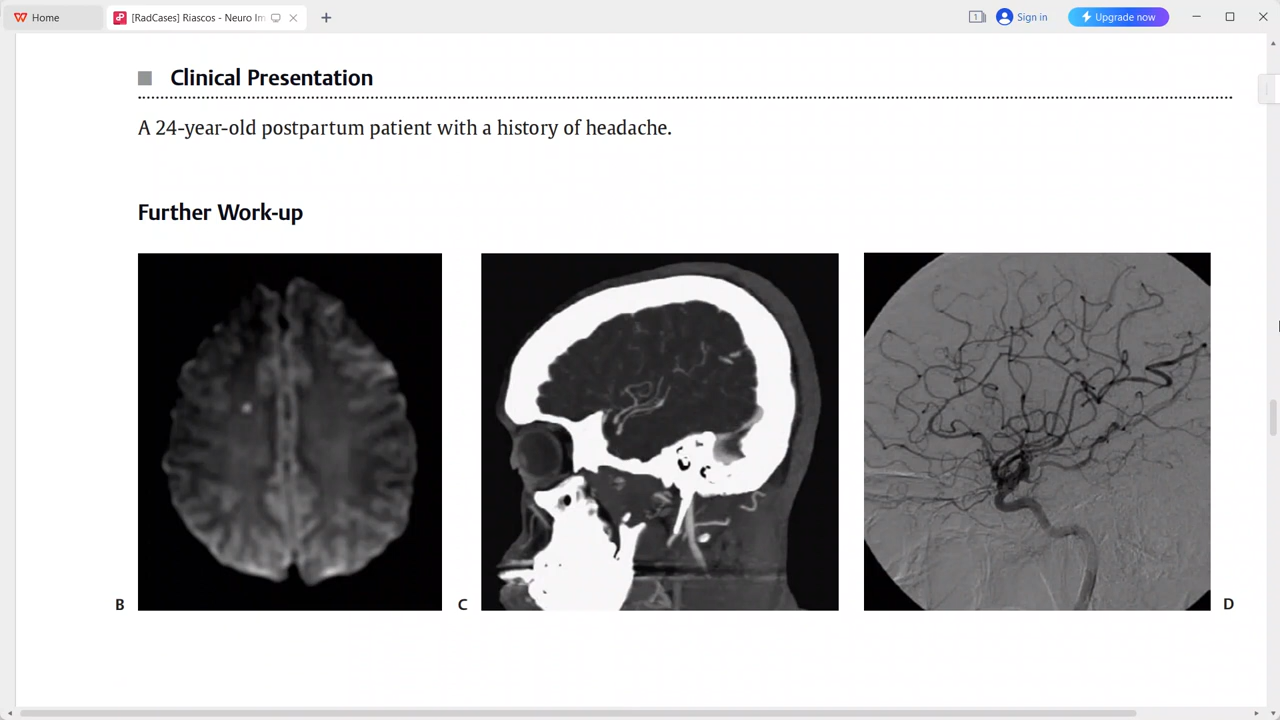 Home
[RadCases] Riascos - Neuro Im
1
Sign in
Upgrade now
Clinical Presentation
A 24-year-old postpartum patient with a history of headache.
Further Work-up
B
C
D